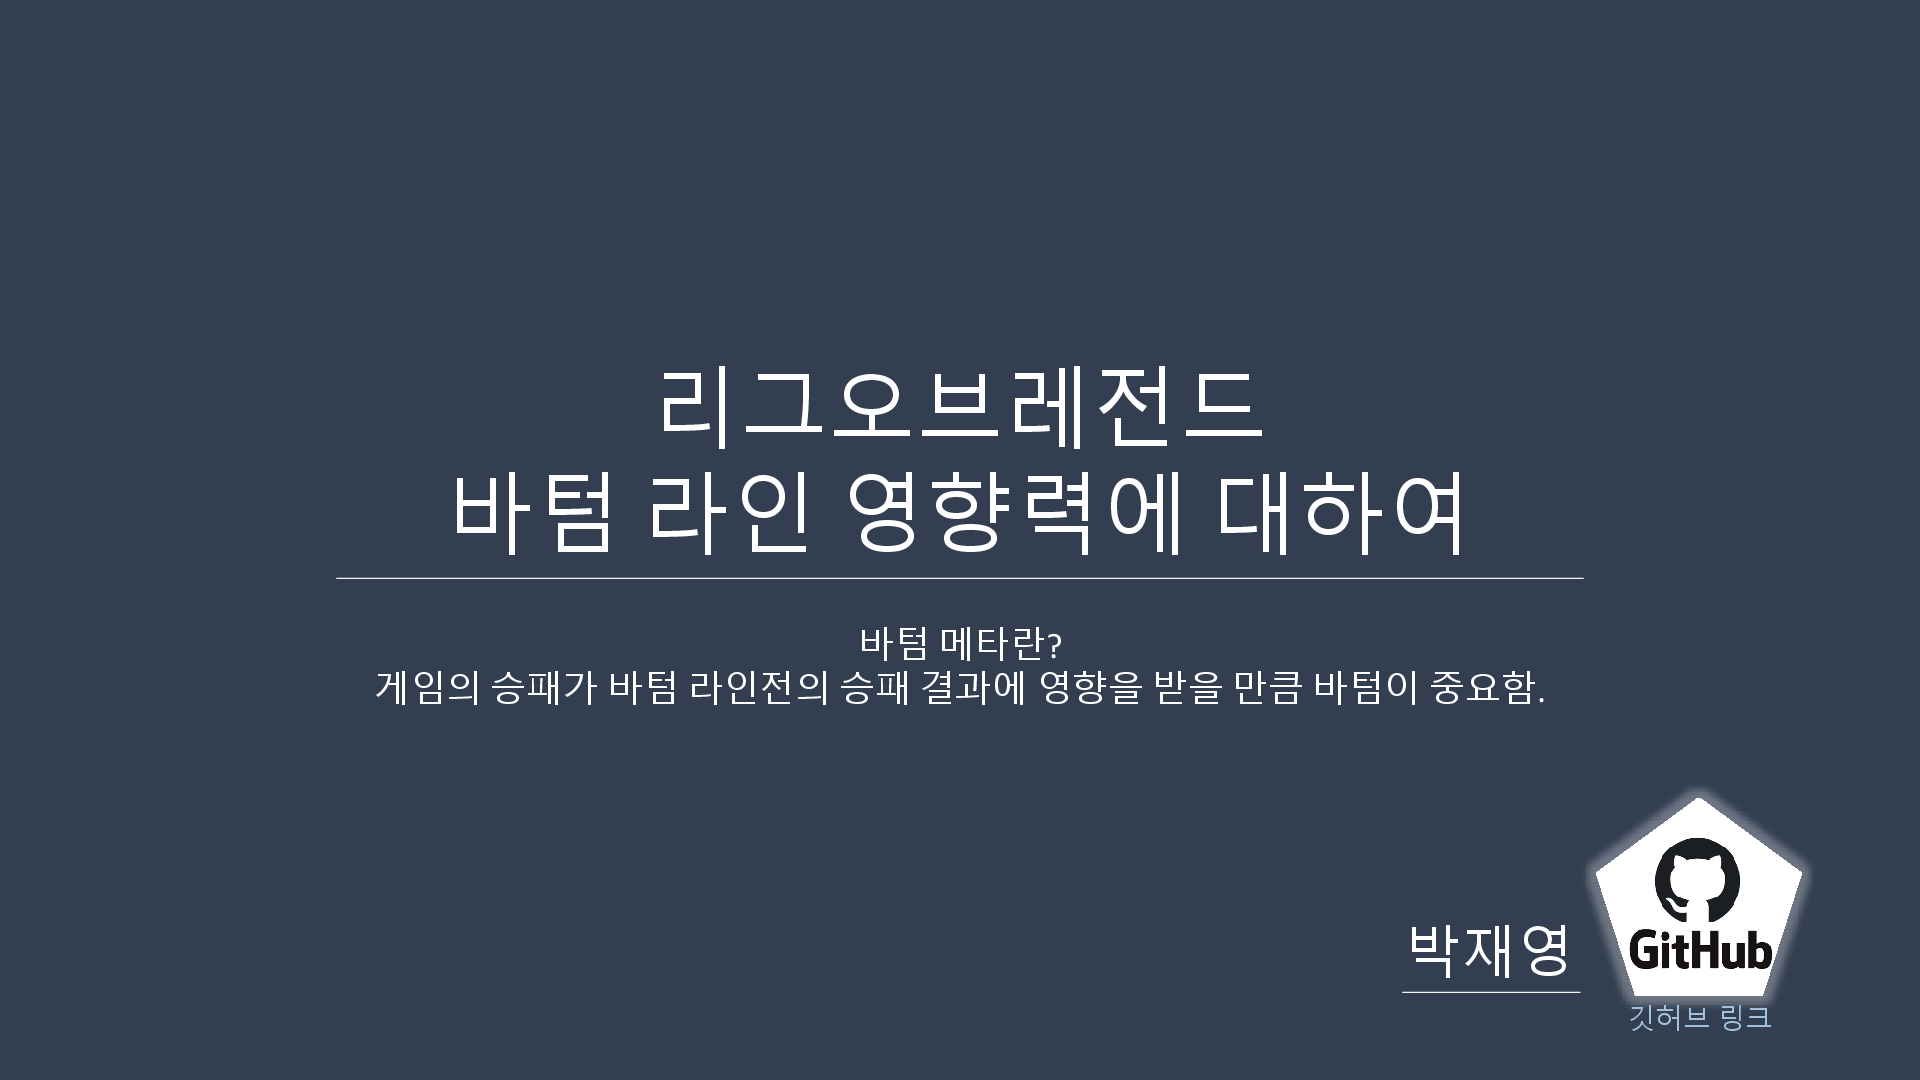 리그오브레전드
바텀 라인 영향력에 대하여
바텀 메타란?
게임의 승패가 바텀 라인전의 승패 결과에 영향을 받을 만큼 바텀이 중요함.
박재영
GitHub
깃허브 링크